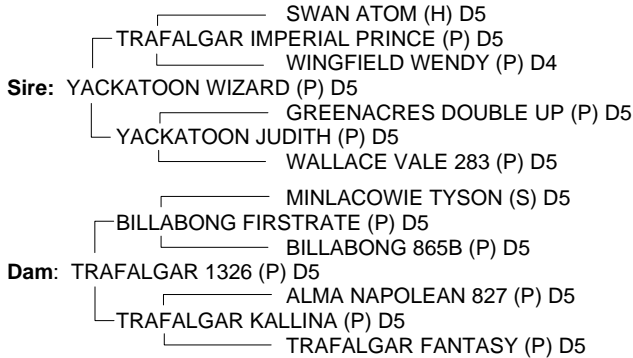 SWAN ATOM (H) D5
TRAFALGAR IMPERIAL PRINCE (P) D5
WINGFIELD WENDY (P) D4
Sire: YACKATOON WIZARD (P) D5
GREENACRES DOUBLE UP (P) D5
YACKATOON JUDITH (P) D5
WALLACE VALE 283 (P) D5
MINLACOWIE TYSON (S) D5
BILLABONG FIRSTRATE (P) D5
BILLABONG 865B (P) D5
Dam: TRAFALGAR 1326 (P) D5
ALMA NAPOLEAN 827 (P) D5
TRAFALGAR KALLINA (P) D5
TRAFALGAR FANTASY (P) D5